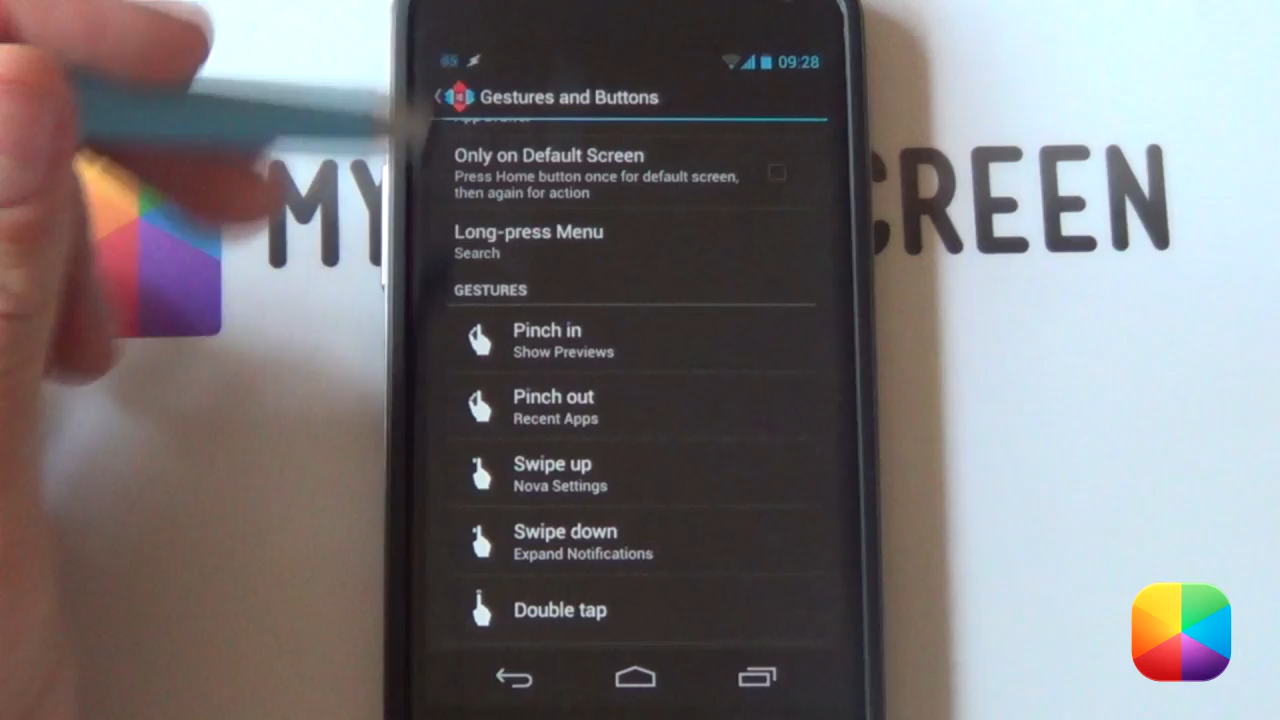 09:28
Gestures and Buttons
Only on Default Screen
Press Home button once for default screen,
then again for action
Long-press Menu
Search
GESTURES
Pinch in
Show Previews
Pinch out
Recent Apps
Swipe up
Nova Settings
Swipe down
Expand Notifications
Double tap
MY
CREEN